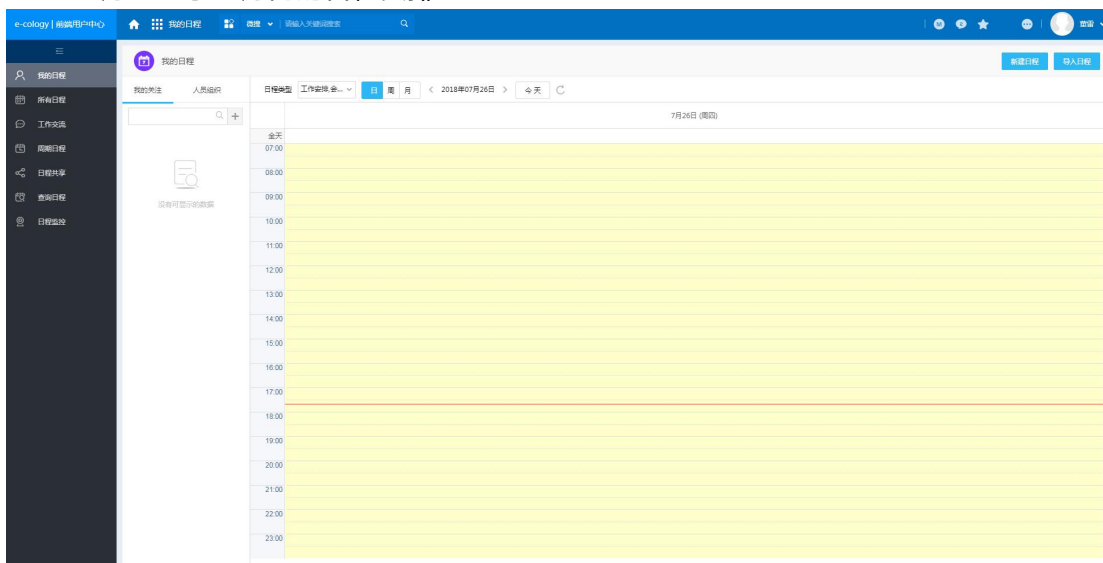 e-cology | 前端用户中心
我的日程
微搜
请输入关键词搜索
我的日程
所有日程
工作交流
周期日程
日程共享
查询日程
日程监控
我的日程
新建日程
导入日程
我的关注
人员组织
日程类型
工作安排,会...
日
周
月
2018年07月26日
今天
没有可显示的数据
7月26日 (周四)
全天
07:00
08:00
09:00
10:00
11:00
12:00
13:00
14:00
15:00
16:00
17:00
18:00
19:00
20:00
21:00
22:00
23:00